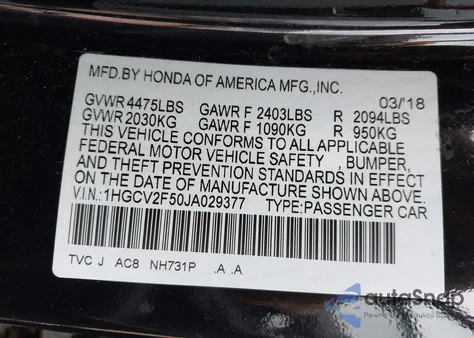 MFD.BY HONDA OF AMERICA MFG.,INC.
GVWR 4475LBS GAWR F 2403LBS R 2094LBS 03/'18
GVWR 2030KG GAWR F 1090KG R 950KG
THIS VEHICLE CONFORMS TO ALL APPLICABLE
FEDERAL MOTOR VEHICLE SAFETY , BUMPER,
AND THEFT PREVENTION STANDARDS IN EFFECT
ON THE DATE OF MANUFACTURE SHOWN ABOVE.
V.I.N.: 1HGCV2F50JA029377 TYPE:PASSENGER CAR
TVC J AC8 NH731P .A .A
autoSnap